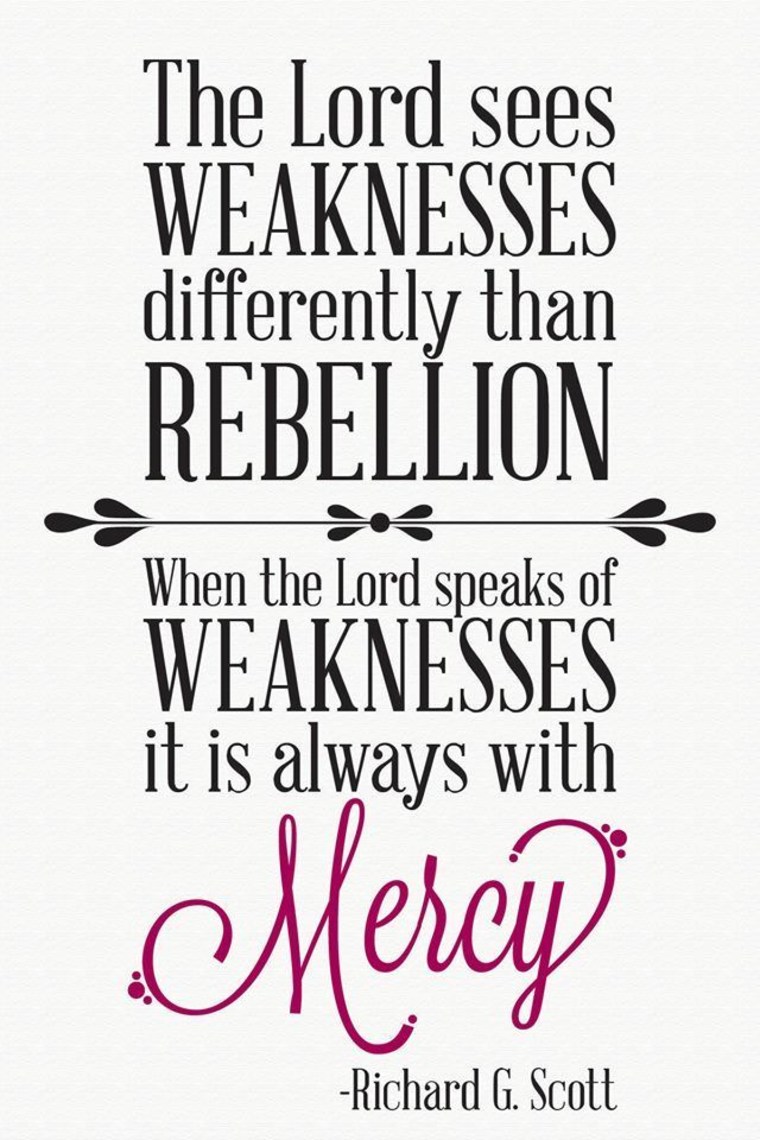 The Lord sees
WEAKNESSES
differently than
REBELLION
When the Lord speaks of
WEAKNESSES
it is always with
Mercy
-Richard G. Scott